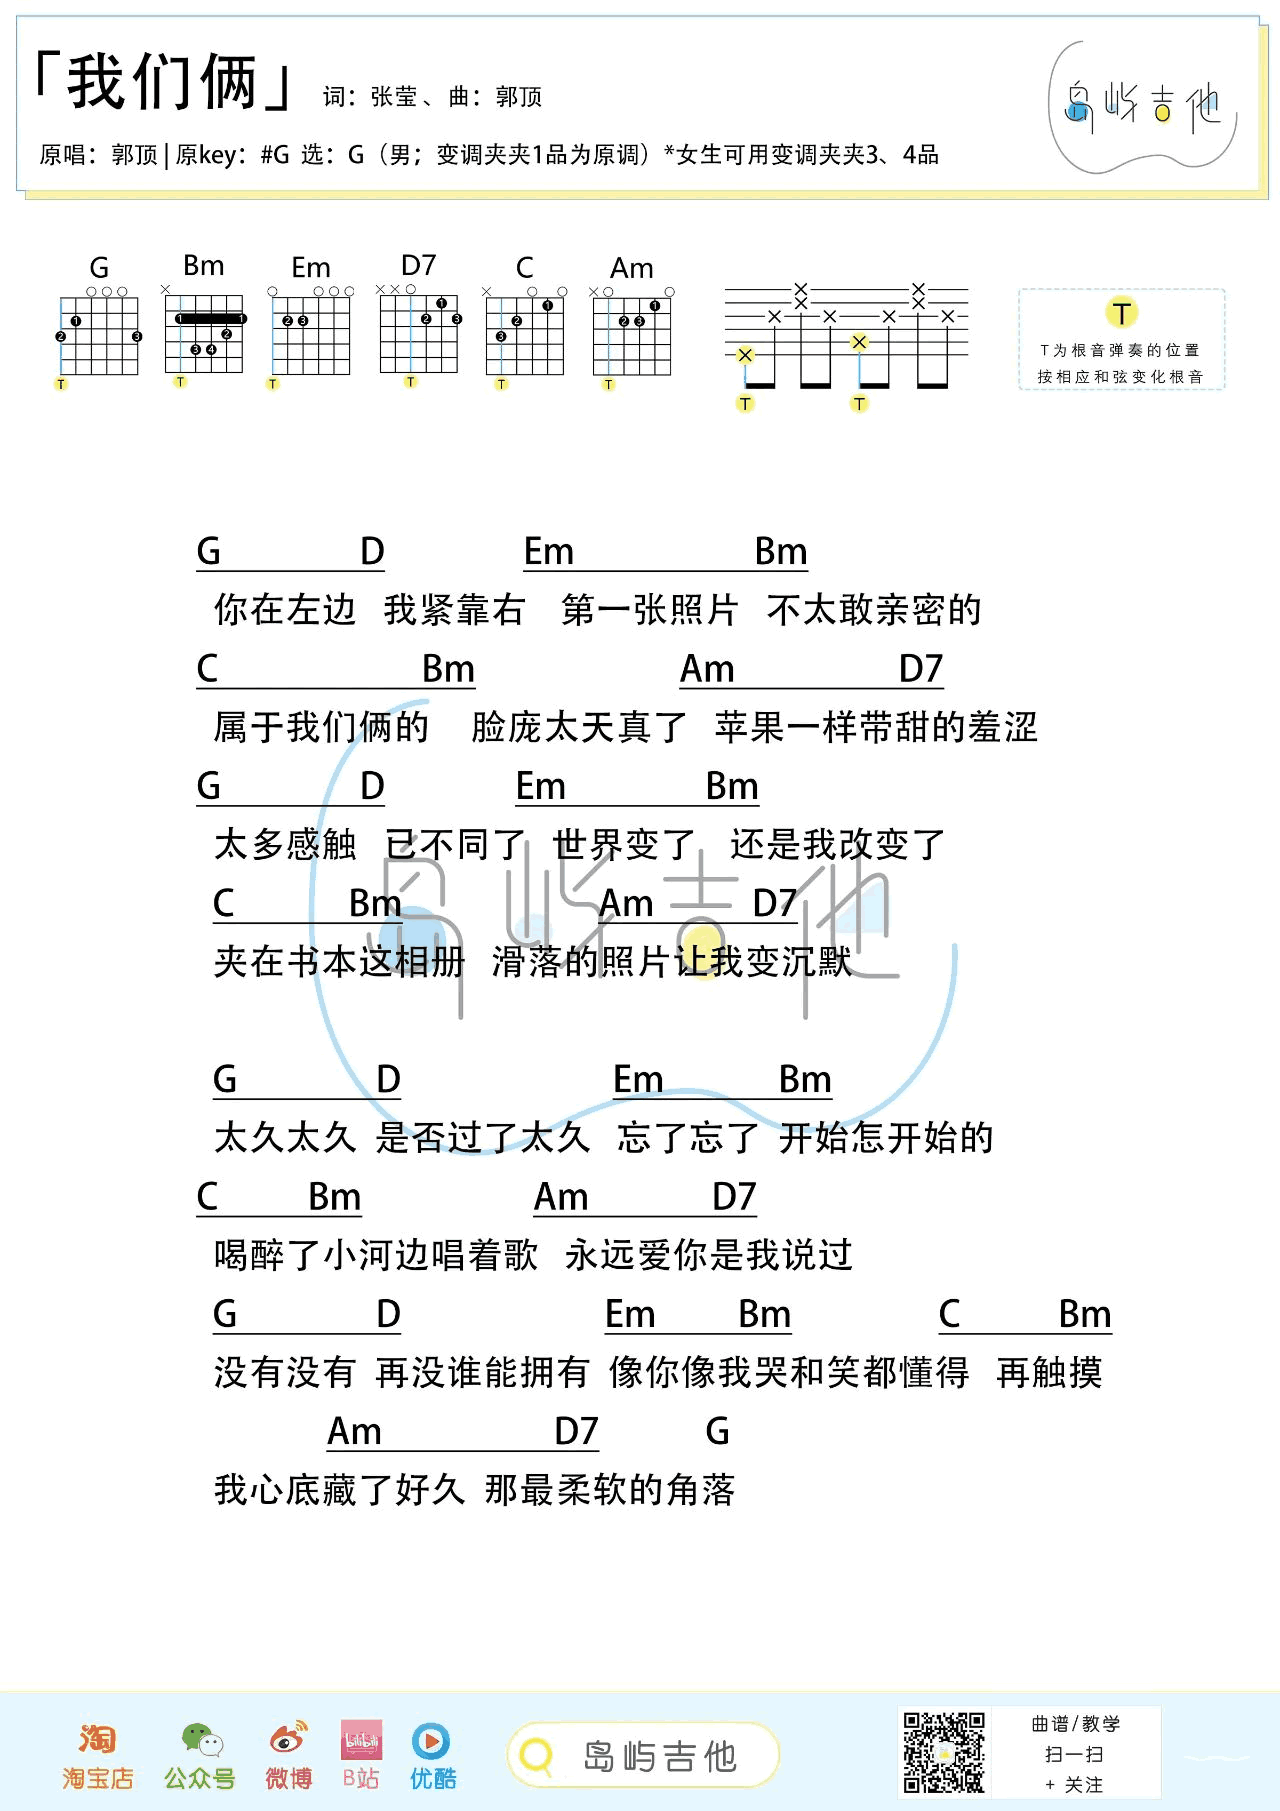 「我们俩」 词：张莹、曲：郭顶
岛屿吉他
原唱：郭顶 | 原key：#G 选：G（男；变调夹夹1品为原调）*女生可用变调夹夹3、4品
G Bm Em D7 C Am
T
T为根音弹奏的位置
按相应和弦变化根音
T T T T T T T T
G D Em Bm
你在左边 我紧靠右 第一张照片 不太敢亲密的
C Bm Am D7
属于我们俩的 脸庞太天真了 苹果一样带甜的羞涩
G D Em Bm
太多感触 已不同了 世界变了 还是我改变了
C Bm Am D7
夹在书本这相册 滑落的照片让我变沉默
岛屿吉他
G D Em Bm
太久太久 是否过了太久 忘了忘了 开始怎开始的
C Bm Am D7
喝醉了小河边唱着歌 永远爱你是我说过
G D Em Bm C Bm
没有没有 再没谁能拥有 像你像我哭和笑都懂得 再触摸
Am D7 G
我心底藏了好久 那最柔软的角落
淘 bilibili
淘宝店 公众号 微博 B站 优酷
岛屿吉他
曲谱/教学
扫一扫
+ 关注